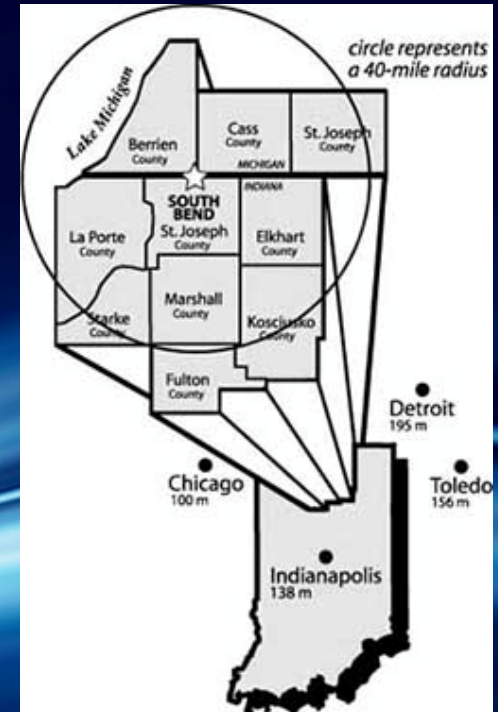 circle represents
a 40-mile radius
Lake Michigan
Berrien
County
Cass
County
St. Joseph
County
MICHIGAN
INDIANA
SOUTH
BEND
St. Joseph
County
La Porte
County
Elkhart
County
Marshall
County
Starke
County
Kosciusko
County
Fulton
County
Detroit
195 m
Chicago
100 m
Toledo
156 m
Indianapolis
138 m